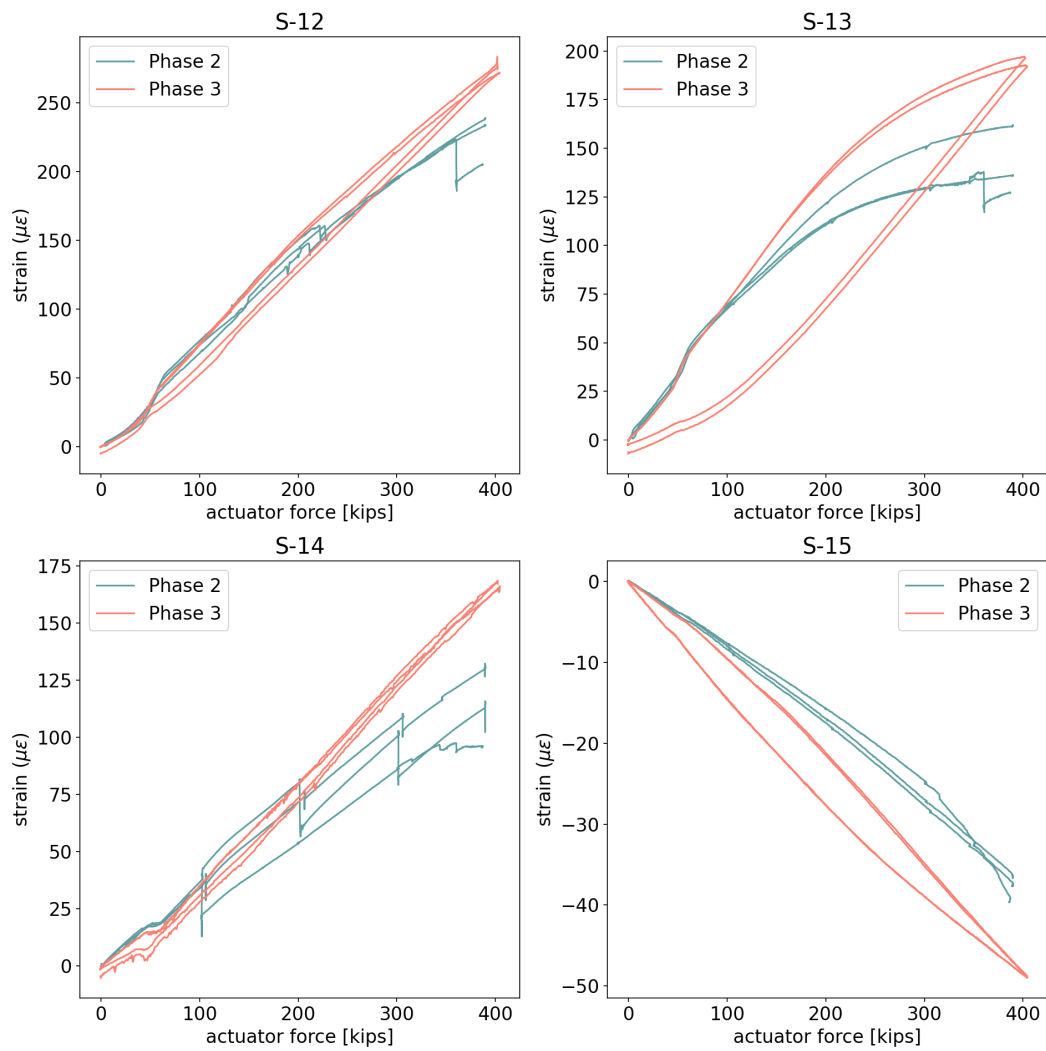 S-12
Phase 2
Phase 3
250
200
150
100
50
0
strain (με)
0 100 200 300 400
actuator force [kips]
S-13
Phase 2
Phase 3
200
175
150
125
100
75
50
25
0
strain (με)
0 100 200 300 400
actuator force [kips]
S-14
Phase 2
Phase 3
175
150
125
100
75
50
25
0
strain (με)
0 100 200 300 400
actuator force [kips]
S-15
Phase 2
Phase 3
0
−10
−20
−30
−40
−50
strain (με)
0 100 200 300 400
actuator force [kips]